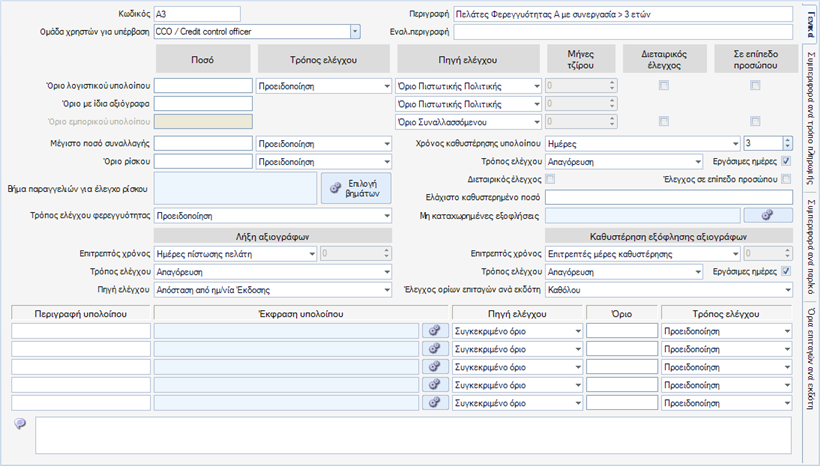 Κωδικός A3 Περιγραφή Πελάτες Φερεγγυότητας Α με συνεργασία > 3 ετών
Ομάδα χρηστών για υπέρβαση CCO / Credit control officer Εναλ.περιγραφή
Ποσό Τρόπος ελέγχου Πηγή ελέγχου Μήνες τζίρου Διεταιρικός έλεγχος Σε επίπεδο προσώπου
Όριο λογιστικού υπολοίπου Προειδοποίηση Όριο Πιστωτικής Πολιτικής 0
Όριο με ίδια αξιόγραφα Όριο Πιστωτικής Πολιτικής 0
Όριο εμπορικού υπολοίπου Όριο Συναλλασσόμενου 0
Μέγιστο ποσό συναλλαγής Προειδοποίηση Χρόνος καθυστέρησης υπολοίπου Ημέρες 3
Όριο ρίσκου Προειδοποίηση Τρόπος ελέγχου Απαγόρευση Εργάσιμες ημέρες
Βήμα παραγγελιών για έλεγχο ρίσκου Επιλογή βημάτων Διεταιρικός έλεγχος Έλεγχος σε επίπεδο προσώπου
Ελάχιστο καθυστερημένο ποσό
Τρόπος ελέγχου φερεγγυότητας Προειδοποίηση Μη καταχωρημένες εξοφλήσεις
Λήξη αξιογράφων Καθυστέρηση εξόφλησης αξιογράφων
Επιτρεπτός χρόνος Ημέρες πίστωσης πελάτη 0 Επιτρεπτός χρόνος Επιτρεπτές μέρες καθυστέρησης 0
Τρόπος ελέγχου Απαγόρευση Τρόπος ελέγχου Απαγόρευση Εργάσιμες ημέρες
Πηγή ελέγχου Απόσταση από ημ/νία Έκδοσης Έλεγχος ορίων επιταγών ανά εκδότη Καθόλου
Περιγραφή υπολοίπου Έκφραση υπολοίπου Πηγή ελέγχου Όριο Τρόπος ελέγχου
Συγκεκριμένο όριο Προειδοποίηση
Συγκεκριμένο όριο Προειδοποίηση
Συγκεκριμένο όριο Προειδοποίηση
Συγκεκριμένο όριο Προειδοποίηση
Συγκεκριμένο όριο Προειδοποίηση
Γενικά
Συμπεριφορά ανά τρόπο πληρωμής
Συμπεριφορά ανά παρ/κό
Όρια επιταγών ανά εκδότη